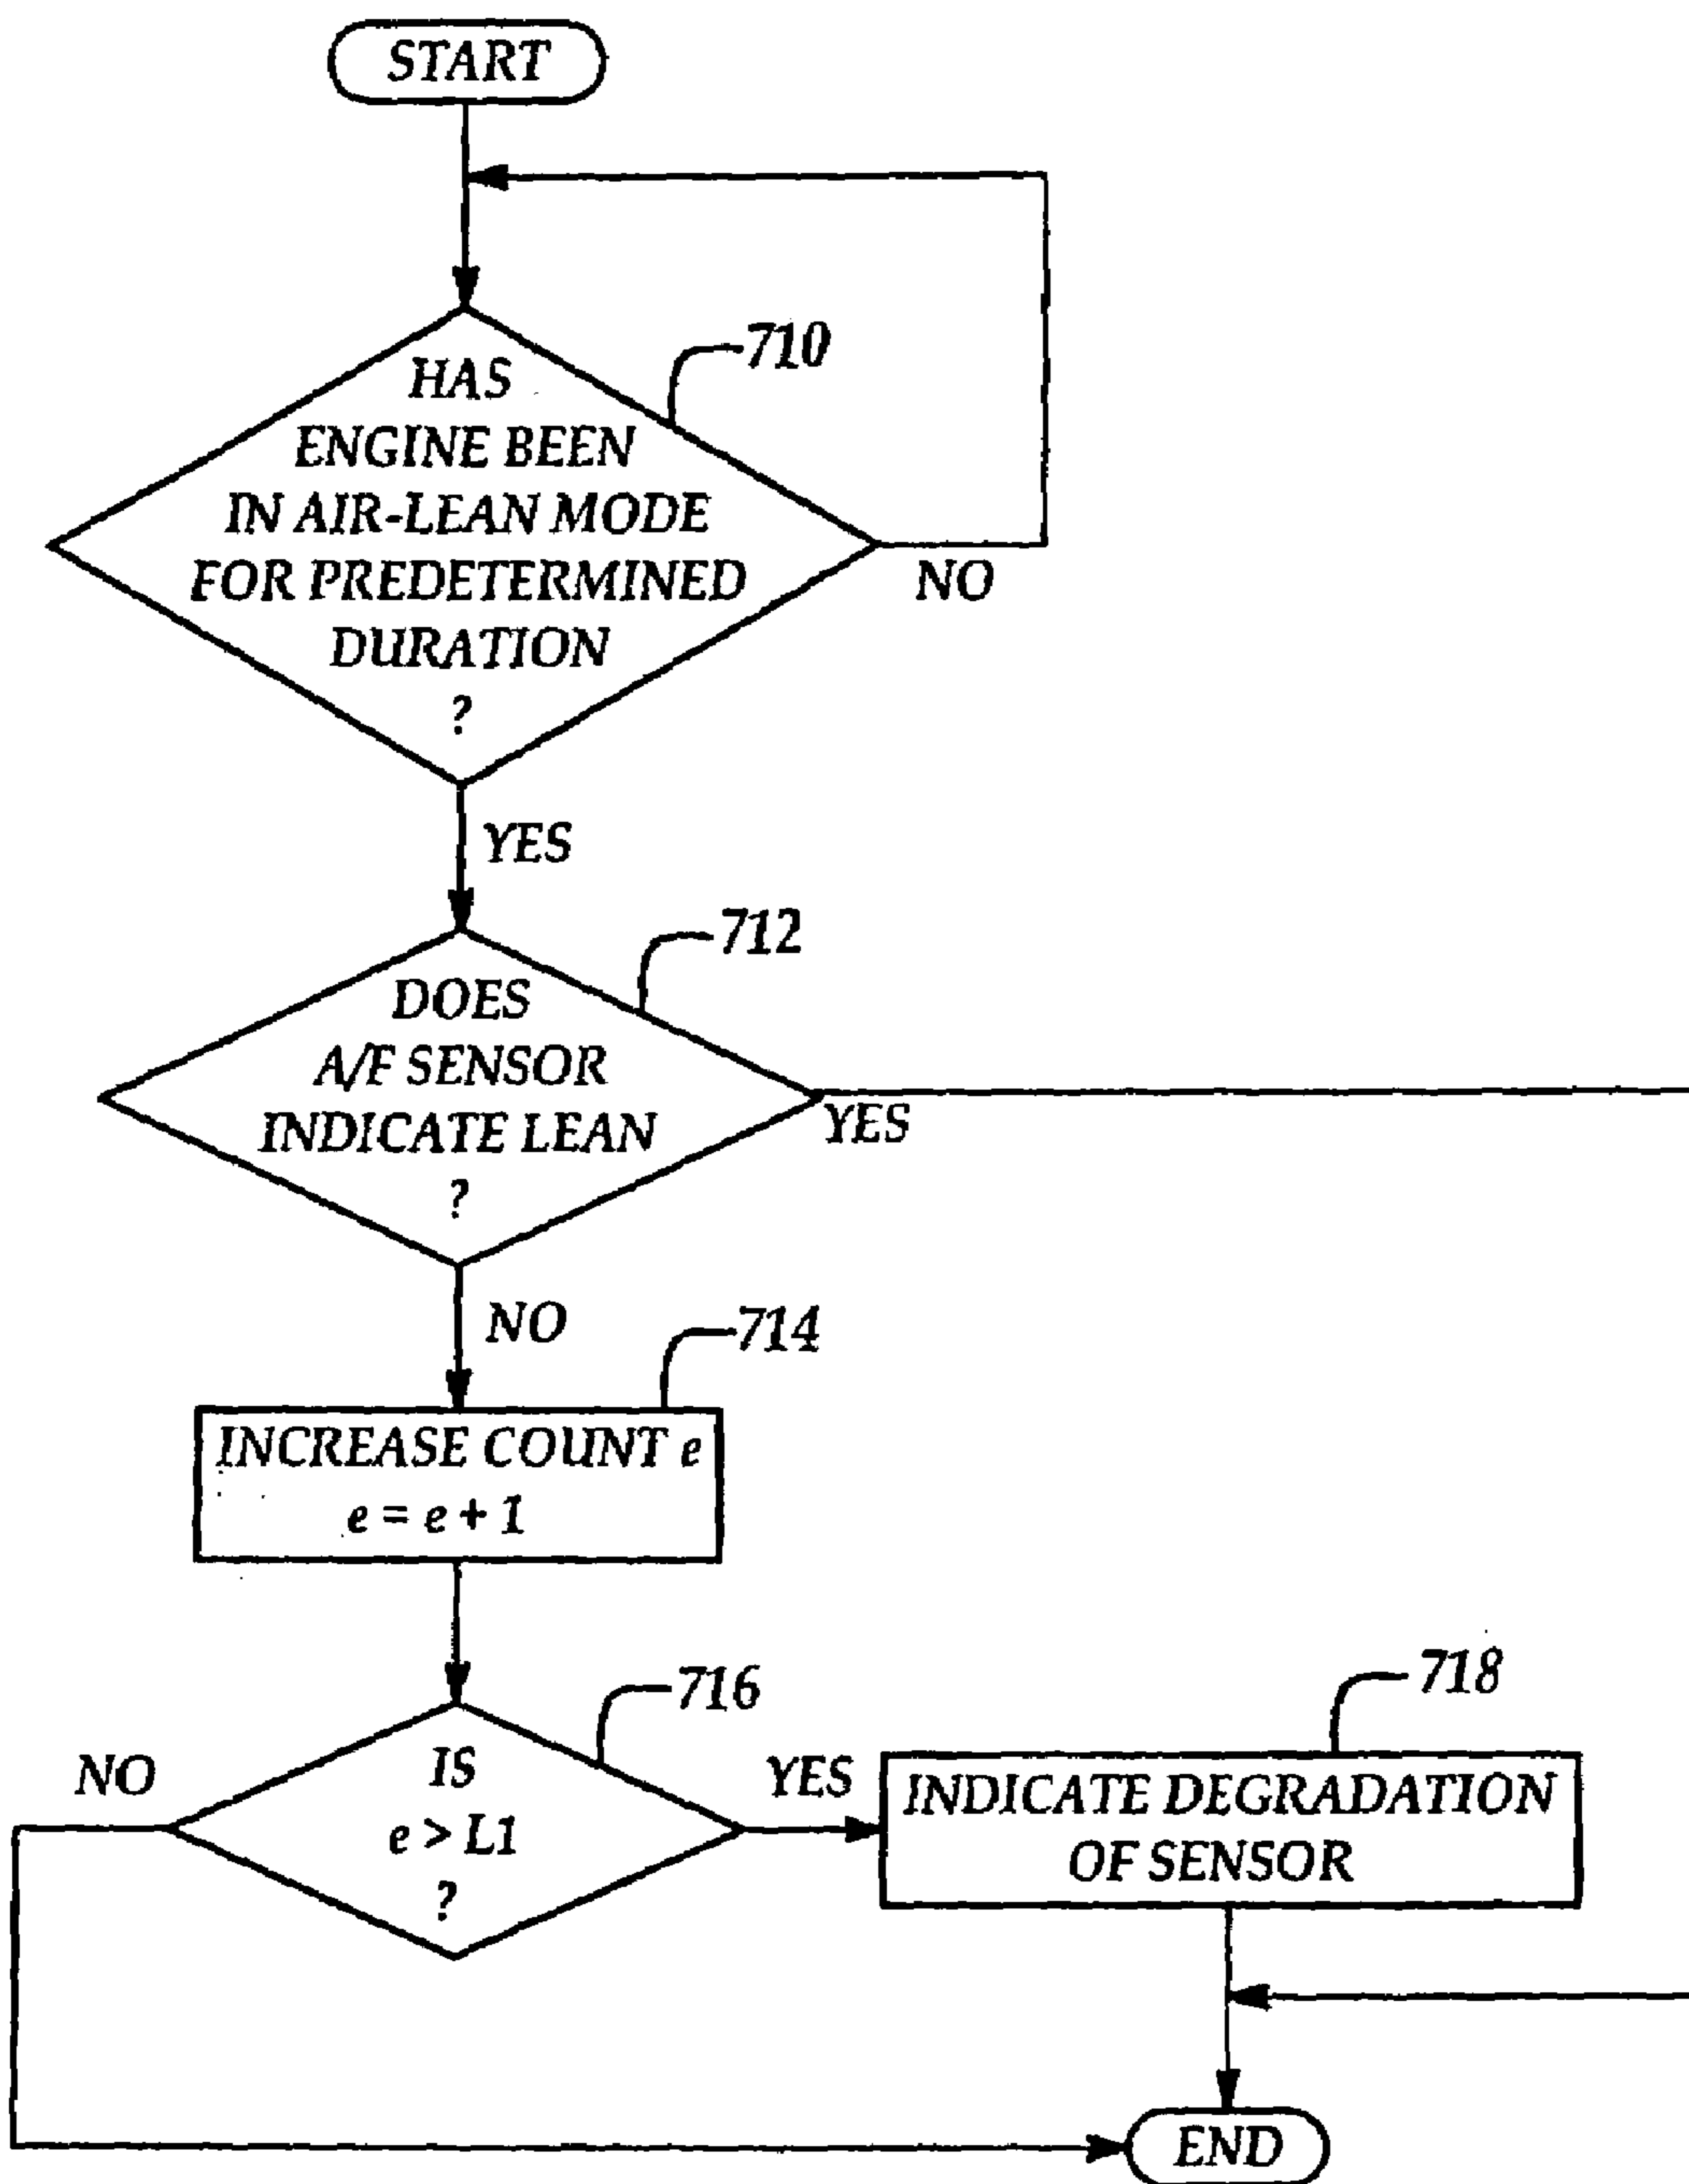 START
710
HAS
ENGINE BEEN
IN AIR-LEAN MODE
FOR PREDETERMINED
DURATION
?
NO
YES
712
DOES
A/F SENSOR
INDICATE LEAN
?
YES
NO
714
INCREASE COUNT e
e = e + 1
716
718
NO
IS
e > L1
?
YES
INDICATE DEGRADATION
OF SENSOR
END